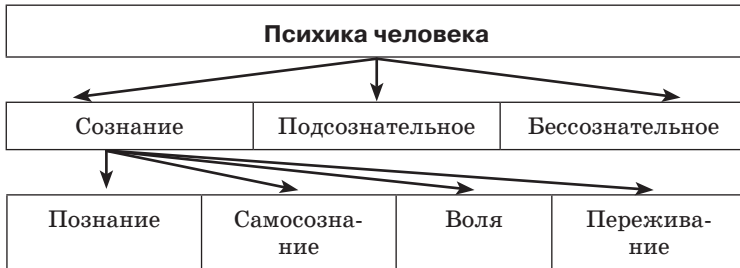 Психика человека
Сознание Подсознательное Бессознательное
Познание Самосозна- Воля Пережива-
ние ние